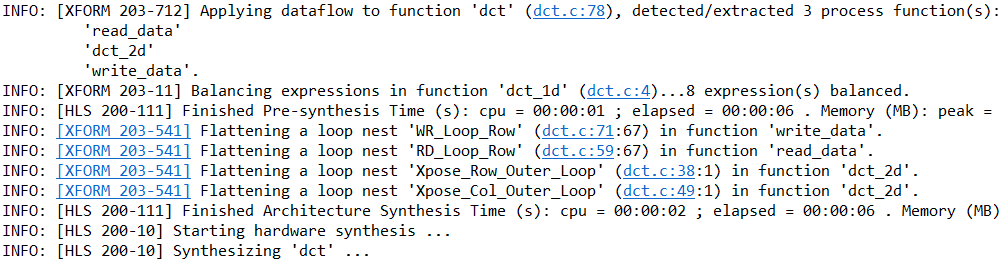 INFO: [XFORM 203-712] Applying dataflow to function 'dct' (dct.c:78), detected/extracted 3 process function(s):
'read_data'
'dct_2d'
'write_data'.
INFO: [XFORM 203-11] Balancing expressions in function 'dct_1d' (dct.c:4)...8 expression(s) balanced.
INFO: [HLS 200-111] Finished Pre-synthesis Time (s): cpu = 00:00:01 ; elapsed = 00:00:06 . Memory (MB): peak =
INFO: [XFORM 203-541] Flattening a loop nest 'WR_Loop_Row' (dct.c:71:67) in function 'write_data'.
INFO: [XFORM 203-541] Flattening a loop nest 'RD_Loop_Row' (dct.c:59:67) in function 'read_data'.
INFO: [XFORM 203-541] Flattening a loop nest 'Xpose_Row_Outer_Loop' (dct.c:38:1) in function 'dct_2d'.
INFO: [XFORM 203-541] Flattening a loop nest 'Xpose_Col_Outer_Loop' (dct.c:49:1) in function 'dct_2d'.
INFO: [HLS 200-111] Finished Architecture Synthesis Time (s): cpu = 00:00:02 ; elapsed = 00:00:06 . Memory (MB)
INFO: [HLS 200-10] Starting hardware synthesis ...
INFO: [HLS 200-10] Synthesizing 'dct' ...